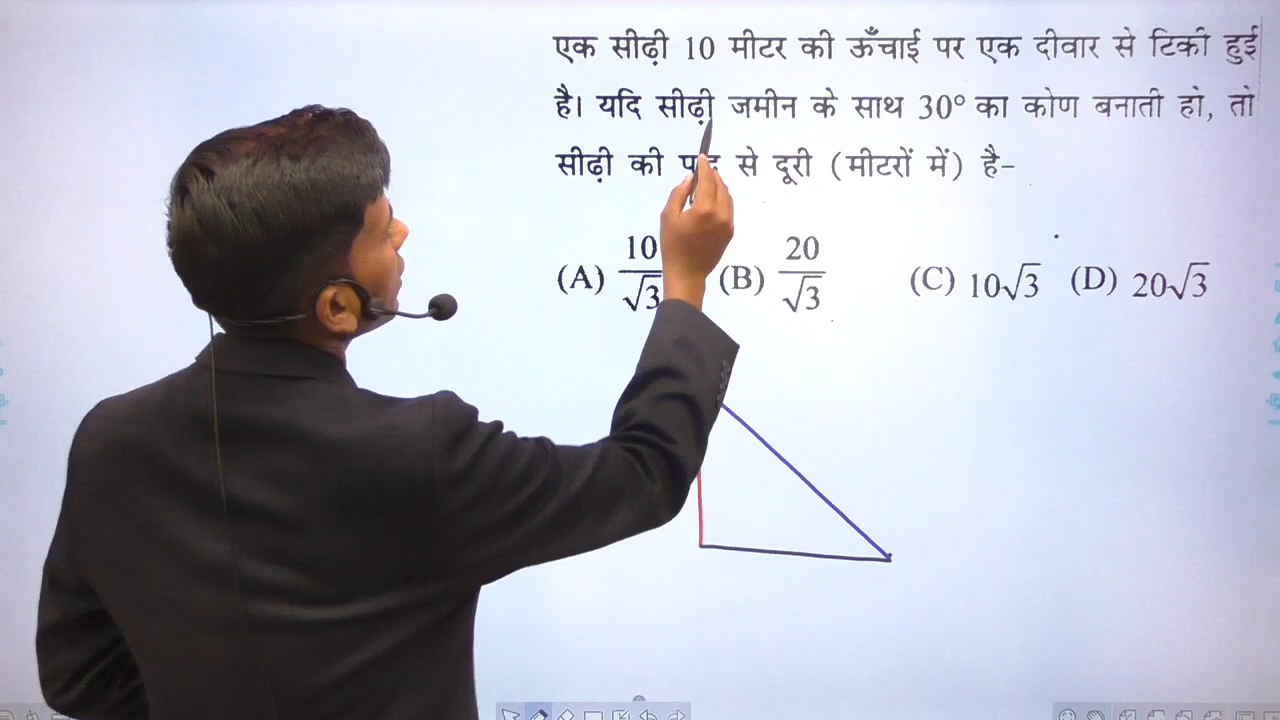 एक सीढ़ी 10 मीटर की ऊँचाई पर एक दीवार से टिकी हुई
है। यदि सीढ़ी जमीन के साथ 30° का कोण बनाती हो, तो
सीढ़ी की से दूरी (मीटरों में) है-
(A) 10/√3 (B) 20/√3 (C) 10√3 (D) 20√3